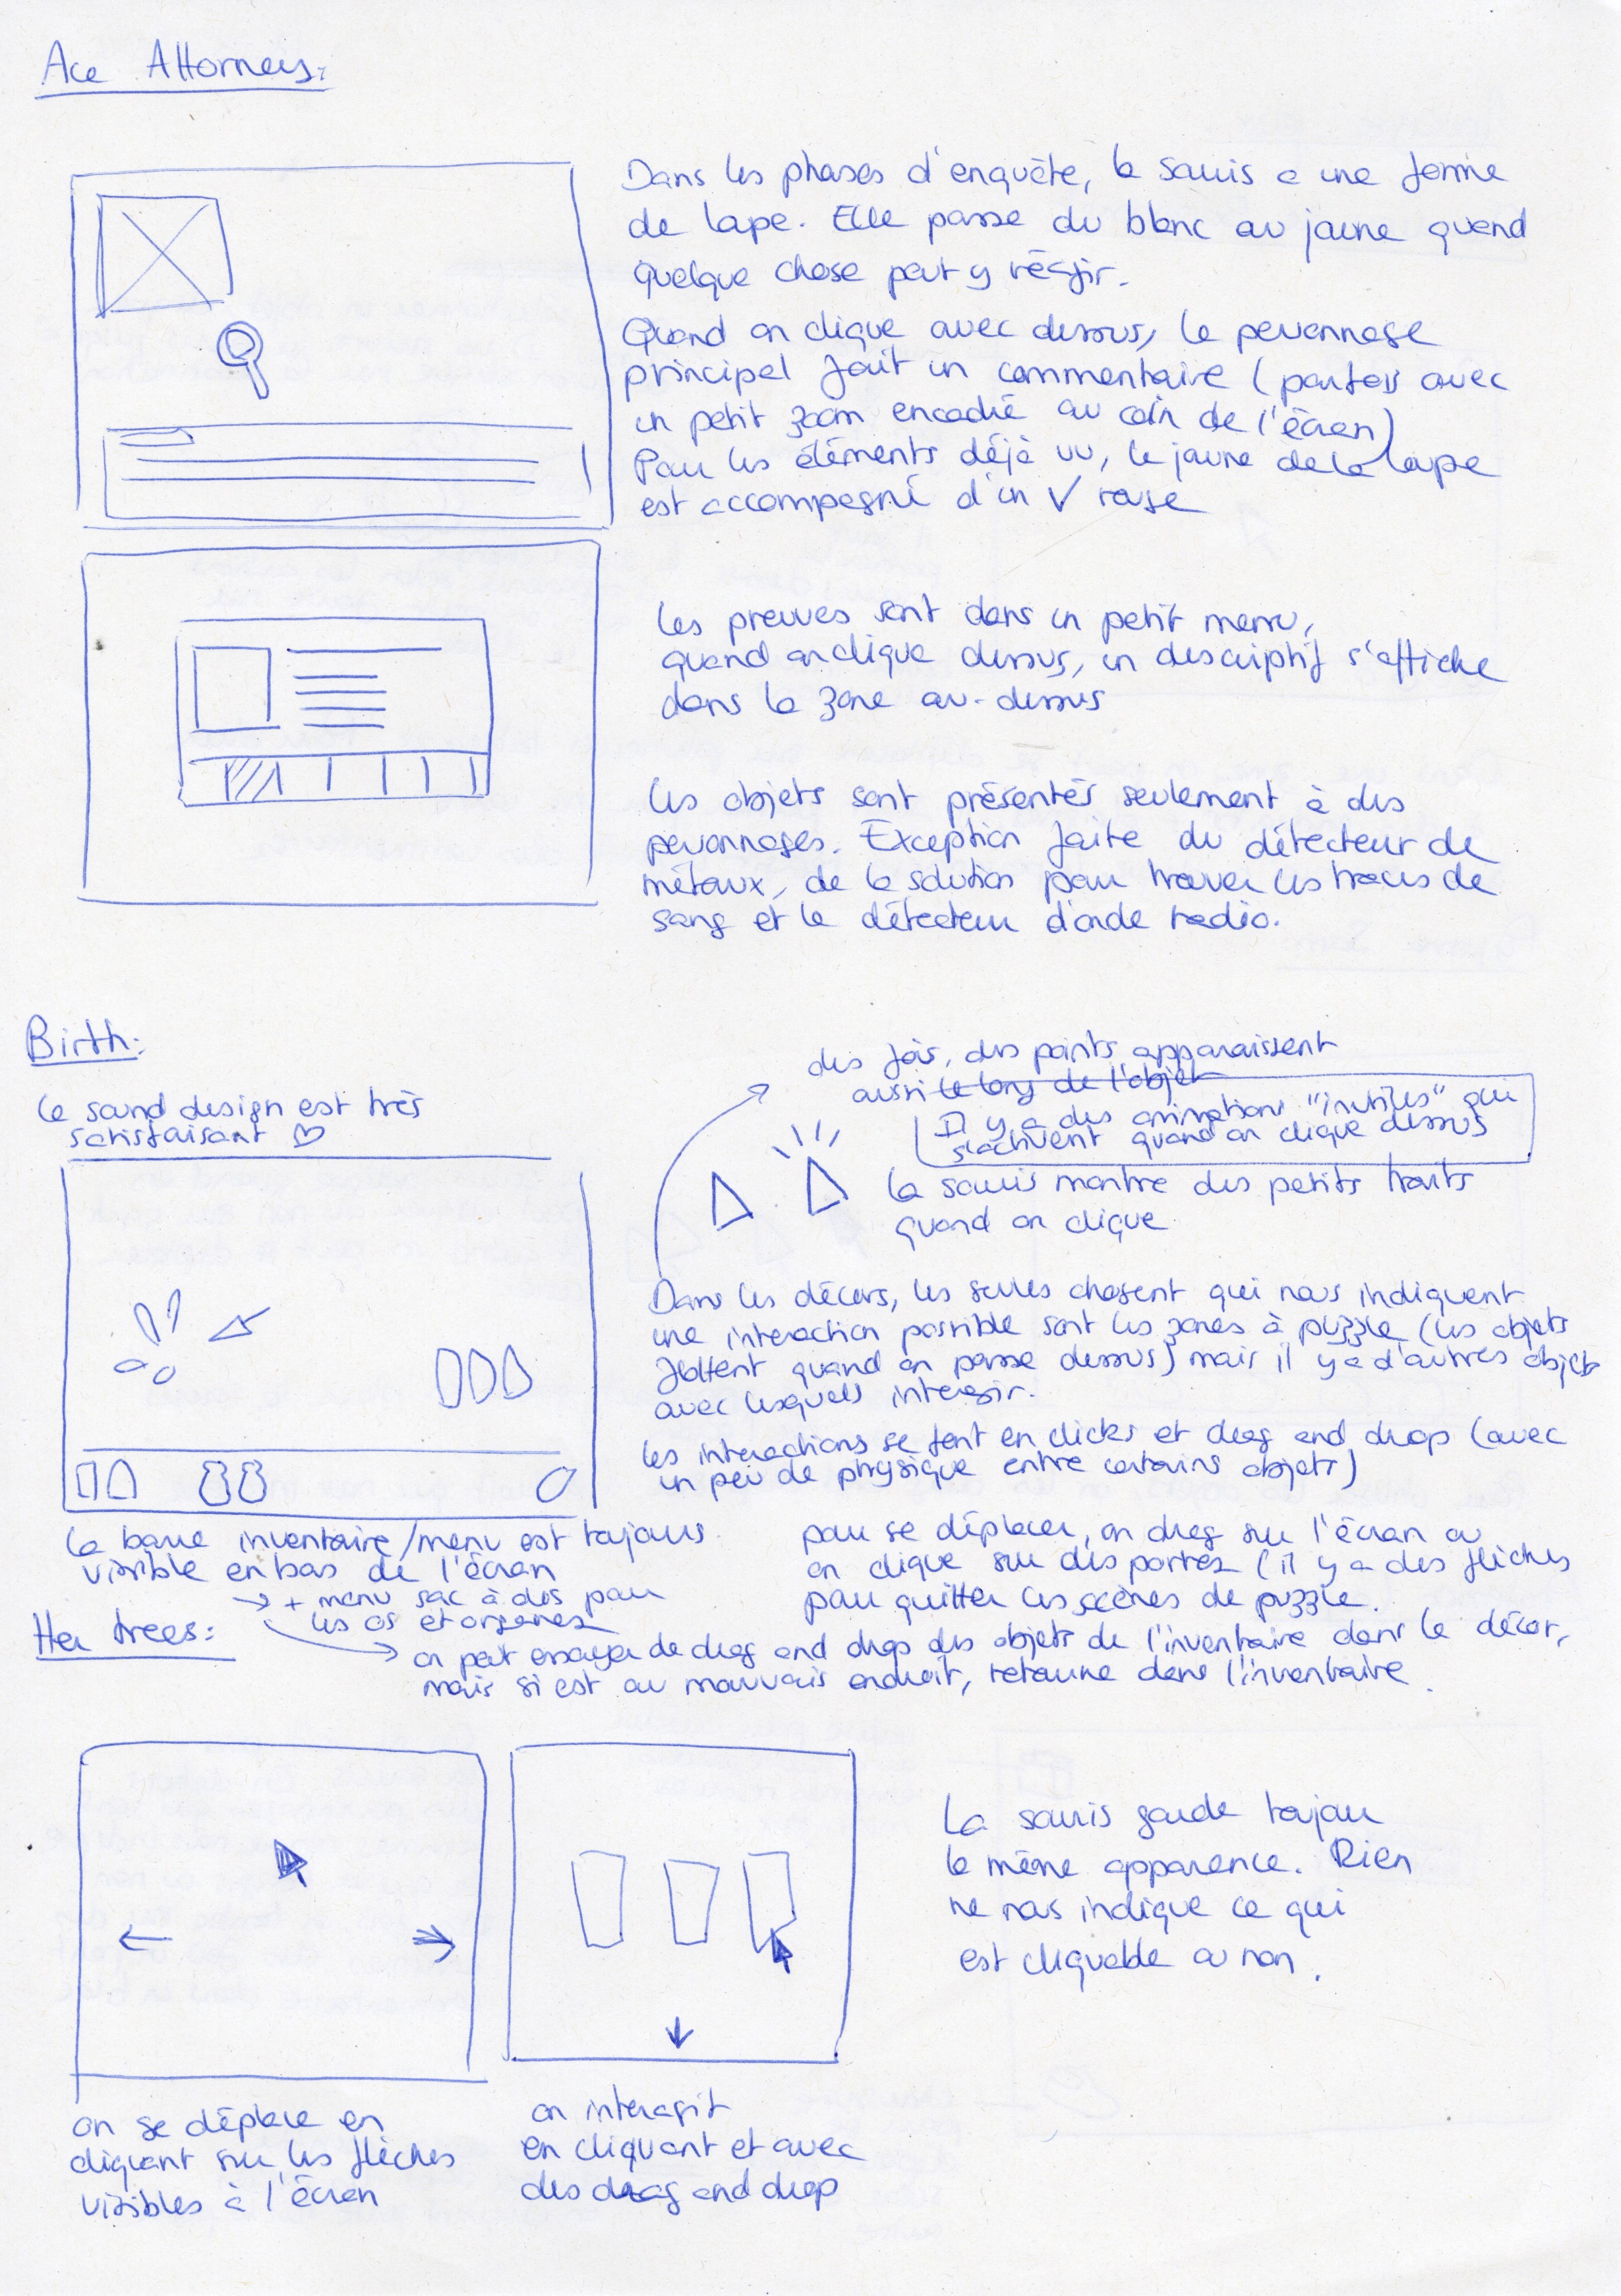 Ace Attorneys:
Dans les phases d'enquête, la souris a une forme
de loupe. Elle passe du blanc au jaune quand
quelque chose peut y réagir.
Quand on clique avec dessus, le personnage
principal fait un commentaire (parfois avec
un petit zoom encadré au coin de l'écran)
Pour les éléments déjà vu, le jaune de la loupe
est accompagné d'un V rouge
Les preuves sont dans un petit menu,
quand on clique dessus, un descriptif s'affiche
dans la zone au-dessus
Les objets sont présentés seulement à des
personnages. Exception faite du détecteur de
métaux, de la solution pour trouver les traces de
sang et le détecteur d'onde radio.
Birth:
Le sound design est très
satisfaisant ♡
des fois, des points apparaissent
aussi le long de l'objet
Il y a des animations "inutiles" qui
s'activent quand on clique dessus
La souris montre des petits traits
quand on clique
Dans les décors, les seules chosent qui nous indiquent
une interaction possible sont les zones à puzzle (les objets
flottent quand on passe dessus) mais il y a d'autres objets
avec lesquels interagir.
Les interactions se font en clicks et drag and drop (avec
un peu de physique entre certains objets)
La barre inventaire/menu est toujours
visible en bas de l'écran
→ + menu sac à dos pour
les os et organes
pour se déplacer, on drag sur l'écran ou
on clique sur des portes (il y a des flèches
pour quitter les scènes de puzzle.
on peut essayer de drag and drop des objets de l'inventaire dans le décor,
mais si est au mauvais endroit, retourne dans l'inventaire.
Her trees:
La souris garde toujour
la même apparence. Rien
ne nous indique ce qui
est cliquable ou non.
on se déplace en
cliquant sur les flèches
visibles à l'écran
on interagit
en cliquant et avec
des drag and drop